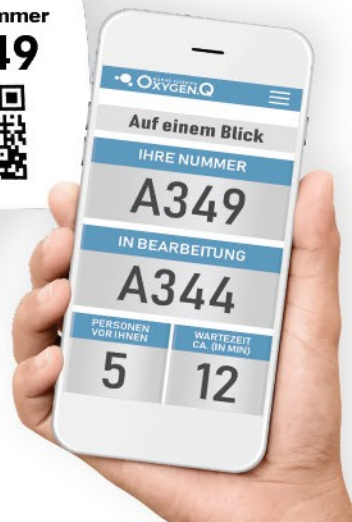 mmer
49
OXYGEN.Q
Auf einem Blick
IHRE NUMMER
A349
IN BEARBEITUNG
A344
PERSONEN
VOR IHNEN
5
WARTEZEIT
CA. (IN MIN)
12